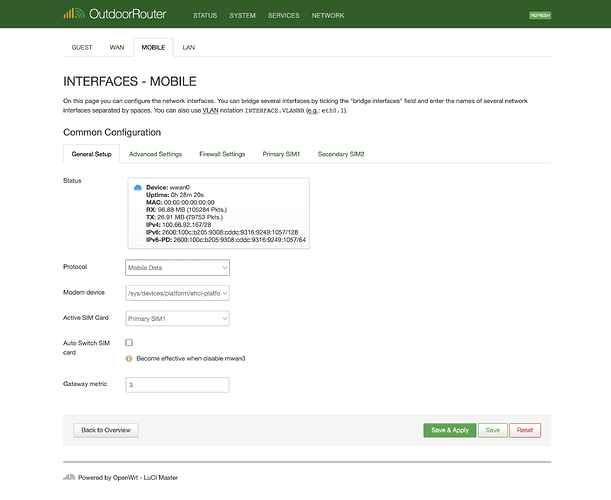 OutdoorRouter
STATUS SYSTEM SERVICES NETWORK
REFRESH
GUEST WAN MOBILE LAN
INTERFACES - MOBILE
On this page you can configure the network interfaces. You can bridge several interfaces by ticking the "bridge interfaces" field and enter the names of several network
interfaces separated by spaces. You can also use VLAN notation INTERFACE.VLANNR (e.g.: eth0.1).
Common Configuration
General Setup Advanced Settings Firewall Settings Primary SIM1 Secondary SIM2
Status
Device: wwan0
Uptime: 0h 28m 20s
MAC: 00:00:00:00:00:00
RX: 96.88 MB (105284 Pkts.)
TX: 26.91 MB (79753 Pkts.)
IPv4: 100.66.92.167/28
IPv6: 2600:100c:b205:9308:cddc:9316:9249:1057/128
IPv6-PD: 2600:100c:b205:9308:cddc:9316:9249:1057/64
Protocol
Mobile Data
Modem device
/sys/devices/platform/ehci-platfo
Active SIM Card
Primary SIM1
Auto Switch SIM
card
Become effective when disable mwan3
Gateway metric
3
Back to Overview
Save & Apply Save Reset
Powered by OpenWrt - LuCI Master